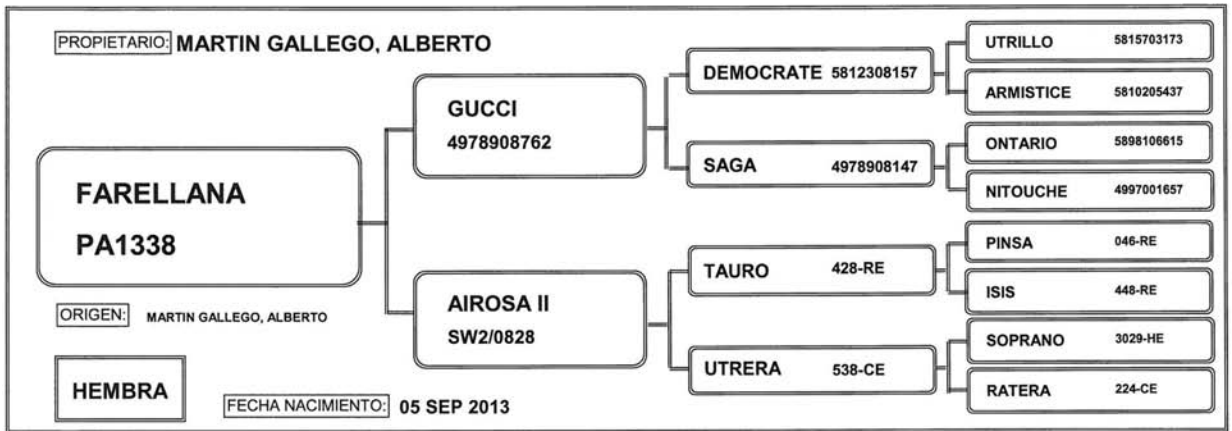 PROPIETARIO: MARTIN GALLEGO, ALBERTO
FARELLANA
PA1338
ORIGEN: MARTIN GALLEGO, ALBERTO
HEMBRA
FECHA NACIMIENTO: 05 SEP 2013
GUCCI
4978908762
AIROSA II
SW2/0828
DEMOCRATE 5812308157
SAGA 4978908147
TAURO 428-RE
UTRERA 538-CE
UTRILLO 5815703173
ARMISTICE 5810205437
ONTARIO 5898106615
NITOUCHE 4997001657
PINSA 046-RE
ISIS 448-RE
SOPRANO 3029-HE
RATERA 224-CE